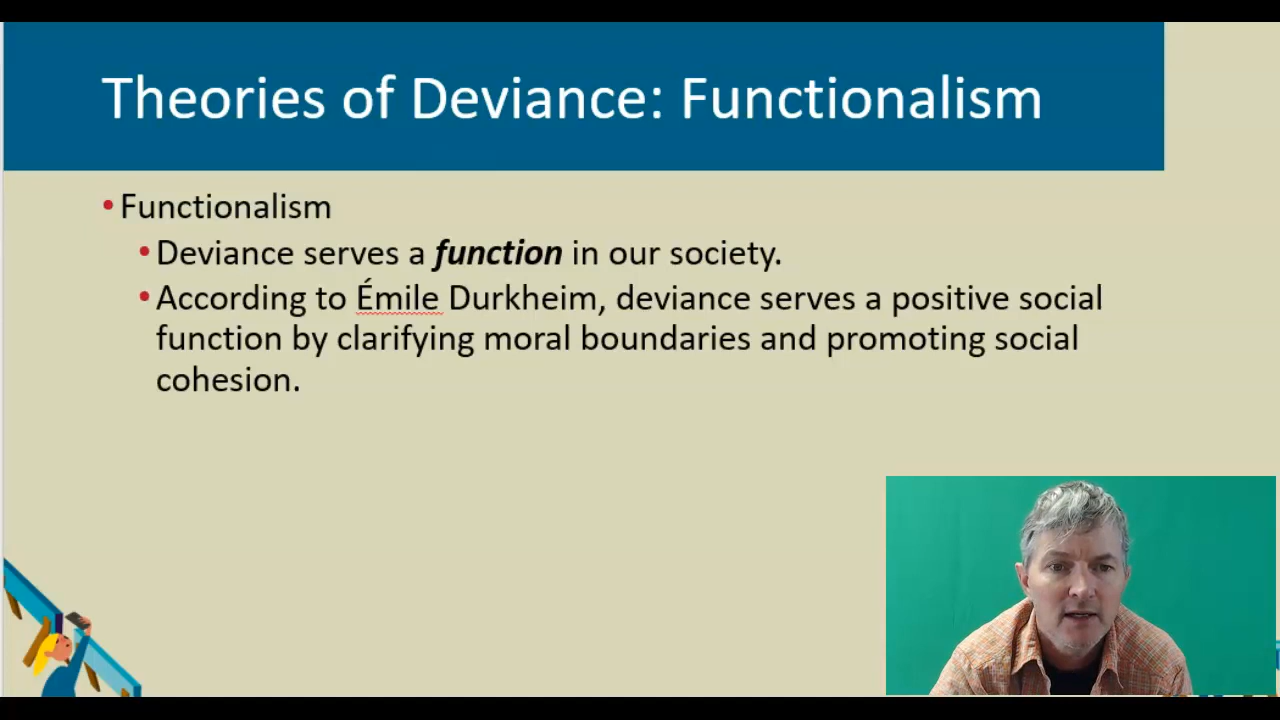 Theories of Deviance: Functionalism
•Functionalism
•Deviance serves a function in our society.
•According to Émile Durkheim, deviance serves a positive social
function by clarifying moral boundaries and promoting social
cohesion.